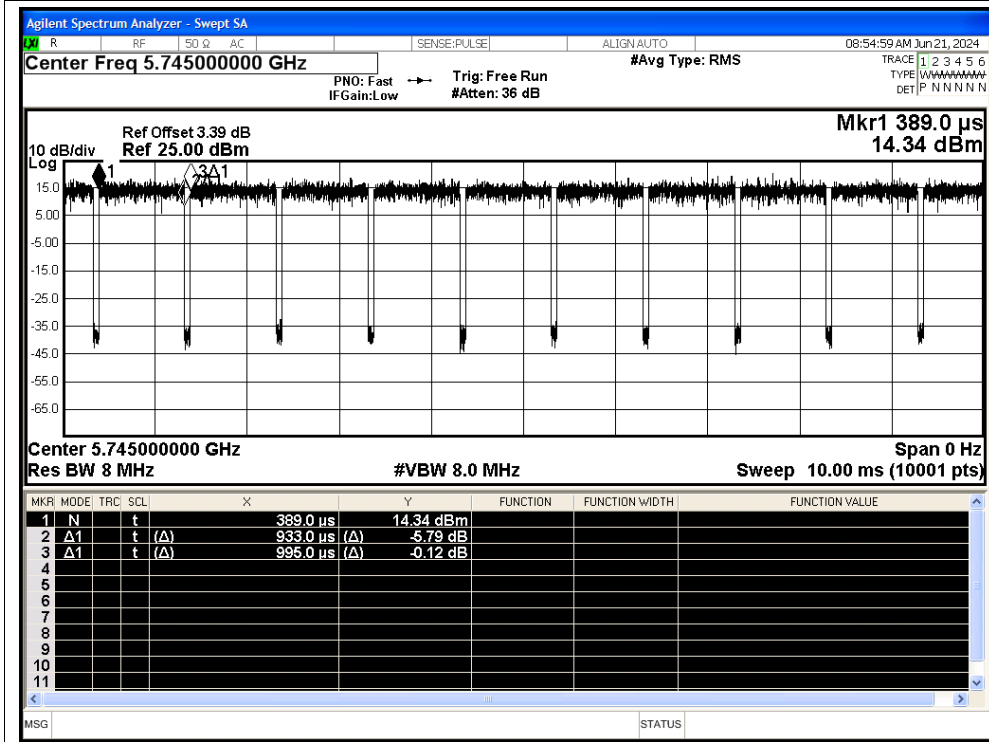 Agilent Spectrum Analyzer - Swept SA
LXI R RF 50 Ω AC SENSE:PULSE ALIGN AUTO 08:54:59 AM Jun 21, 2024
Center Freq 5.745000000 GHz #Avg Type: RMS TRACE 1 2 3 4 5 6
PNO: Fast Trig: Free Run TYPE
IFGain:Low #Atten: 36 dB DET P N N N N N
Mkr1 389.0 µs
Ref Offset 3.39 dB
10 dB/div Ref 25.00 dBm 14.34 dBm
Log
1 3Δ1
15.0
5.00
-5.00
-15.0
-25.0
-35.0
-45.0
-55.0
-65.0
Center 5.745000000 GHz Span 0 Hz
Res BW 8 MHz #VBW 8.0 MHz Sweep 10.00 ms (10001 pts)
MKR MODE TRC SCL X Y FUNCTION FUNCTION WIDTH FUNCTION VALUE
1 N t 389.0 µs 14.34 dBm
2 Δ1 t (Δ) 933.0 µs (Δ) -5.79 dB
3 Δ1 t (Δ) 995.0 µs (Δ) -0.12 dB
4
5
6
7
8
9
10
11
MSG STATUS